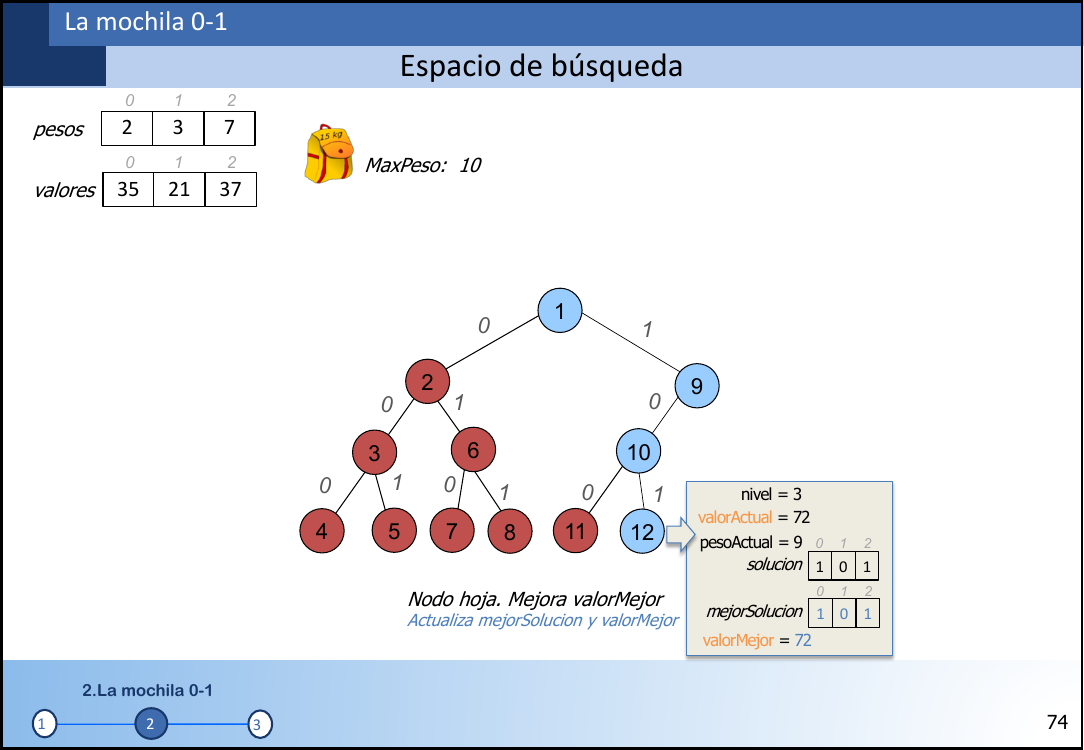 La mochila 0-1
Espacio de búsqueda
0 1 2
pesos 2 3 7
0 1 2
valores 35 21 37
15 kg
MaxPeso: 10
1
0 1
2 9
0 1 0
3 6 10
0 1 0 1 0 1
4 5 7 8 11 12
nivel = 3
valorActual = 72
pesoActual = 9 0 1 2
solucion 1 0 1
0 1 2
mejorSolucion 1 0 1
valorMejor = 72
Nodo hoja. Mejora valorMejor
Actualiza mejorSolucion y valorMejor
2.La mochila 0-1
1 2 3
74